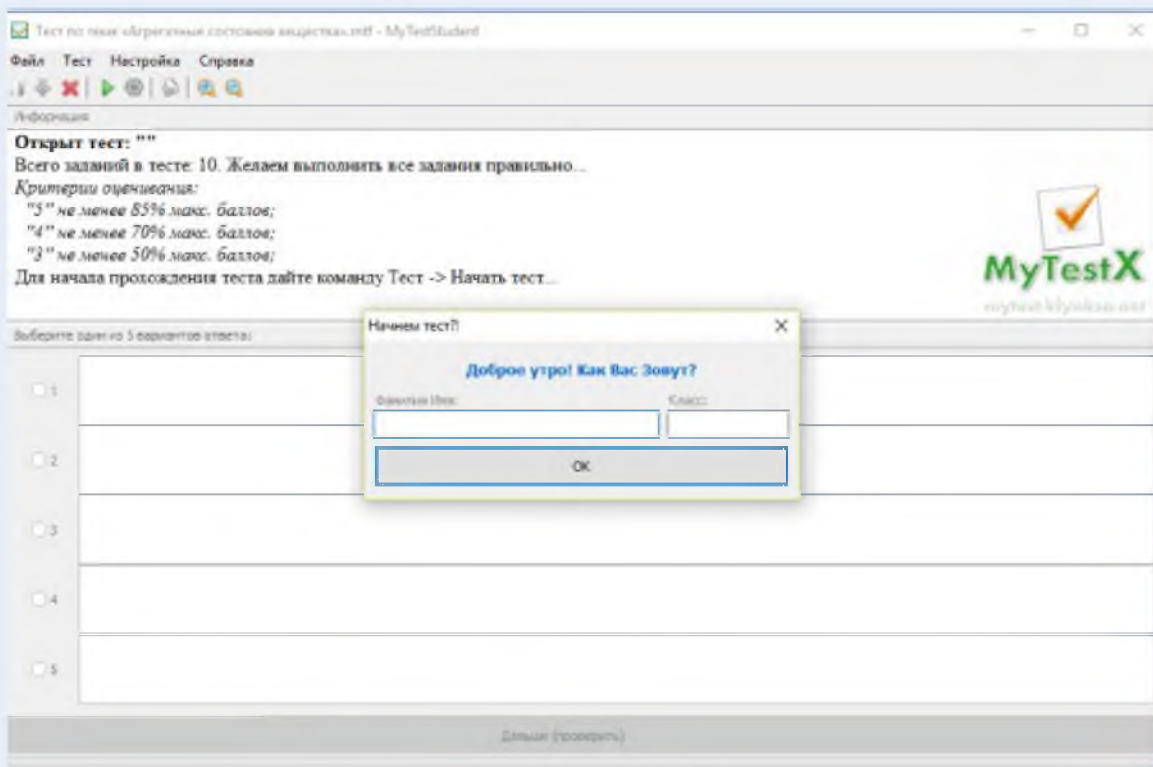 Тест по теме «Агрегатные состояния вещества».mtf - MyTestStudent
Файл Тест Настройка Справка
Информация
Открыт тест: ""
Всего заданий в тесте: 10. Желаем выполнить все задания правильно...
Критерии оценивания:
"5" не менее 85% макс. баллов;
"4" не менее 70% макс. баллов;
"3" не менее 50% макс. баллов;
Для начала прохождения теста дайте команду Тест -> Начать тест...
MyTestX
mytest.klyaksa.net
Выберите один из 5 вариантов ответа:
Начнем тест?!
Доброе утро! Как Вас Зовут?
Фамилия Имя: Класс:
OK
1
2
3
4
5
Дальше (проверить)